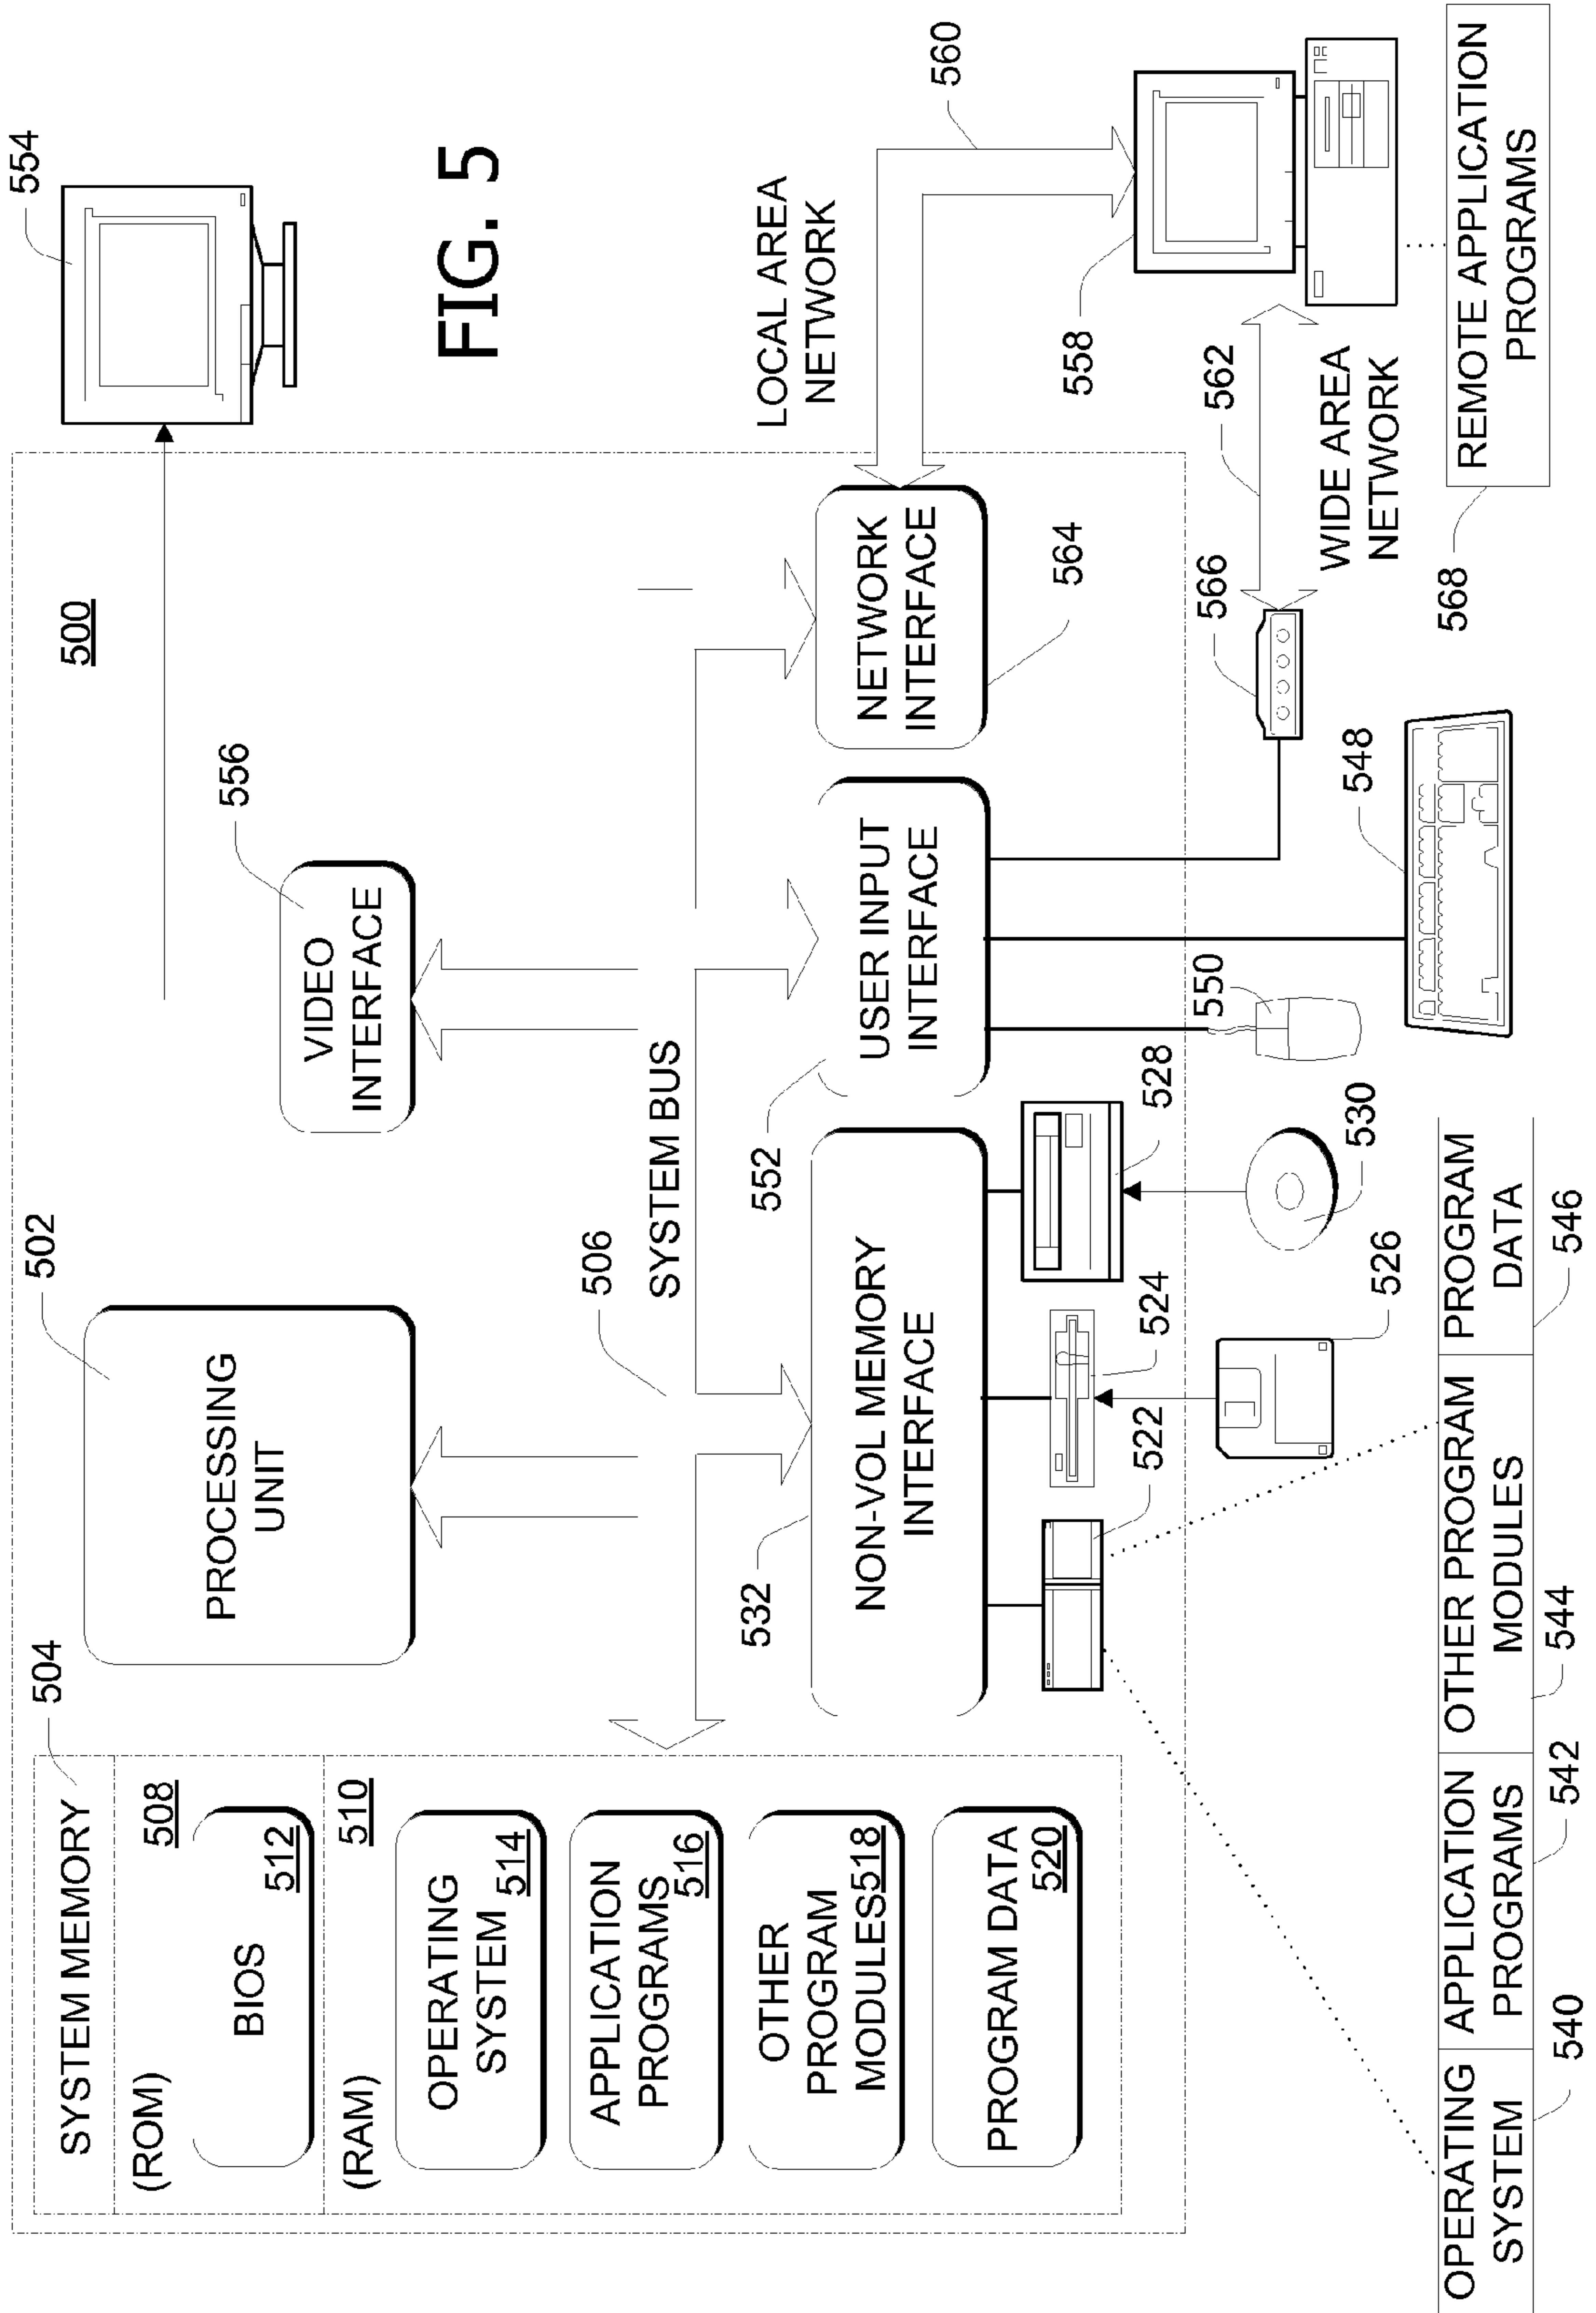 500
554
FIG. 5
SYSTEM MEMORY
504
(ROM)
508
BIOS
512
(RAM)
510
OPERATING
SYSTEM
514
APPLICATION
PROGRAMS
516
OTHER
PROGRAM
MODULES
518
PROGRAM DATA
520
502
PROCESSING
UNIT
556
VIDEO
INTERFACE
506
SYSTEM BUS
532
NON-VOL MEMORY
INTERFACE
552
USER INPUT
INTERFACE
NETWORK
INTERFACE
564
LOCAL AREA
NETWORK
560
558
522
524
528
526
530
550
548
566
562
WIDE AREA
NETWORK
568
REMOTE APPLICATION
PROGRAMS
OPERATING
SYSTEM
540
APPLICATION
PROGRAMS
542
OTHER PROGRAM
MODULES
544
PROGRAM
DATA
546